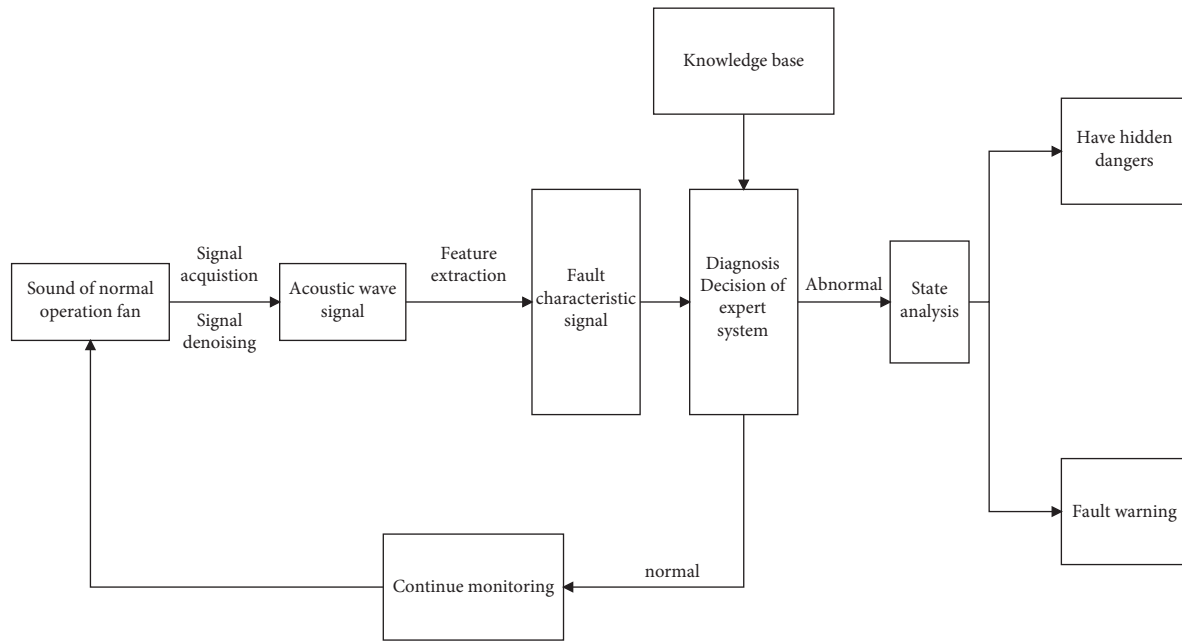 Knowledge base
Have hidden
dangers
Signal
acquistion
Feature
extraction
Sound of normal
operation fan
Signal
denoising
Acoustic wave
signal
Fault
characteristic
signal
Diagnosis
Decision of
expert
system
Abnormal
State
analysis
Fault warning
Continue monitoring
normal